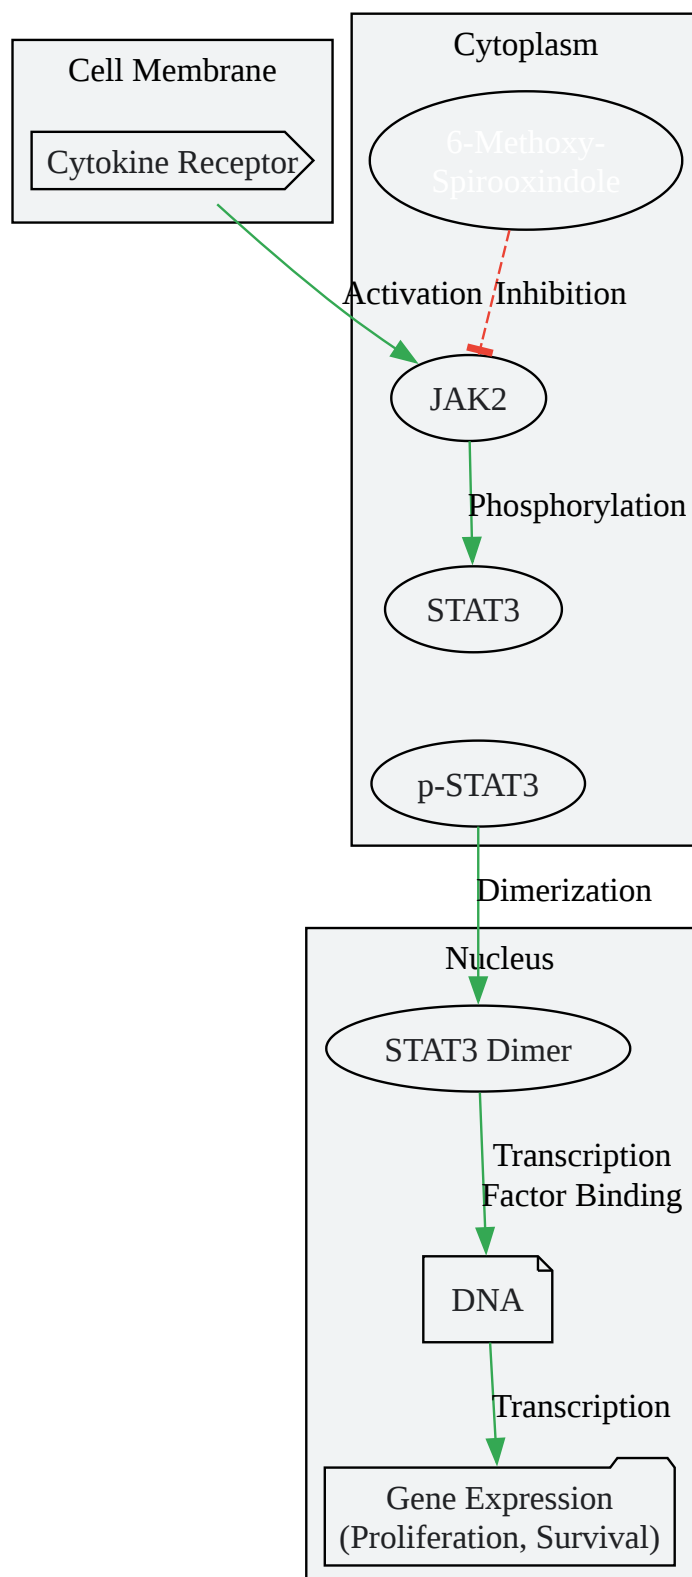 Cell Membrane
Cytokine Receptor
Cytoplasm
6-Methoxy-
Spirooxindole
Activation
Inhibition
JAK2
Phosphorylation
STAT3
p-STAT3
Dimerization
Nucleus
STAT3 Dimer
Transcription
Factor Binding
DNA
Transcription
Gene Expression
(Proliferation, Survival)